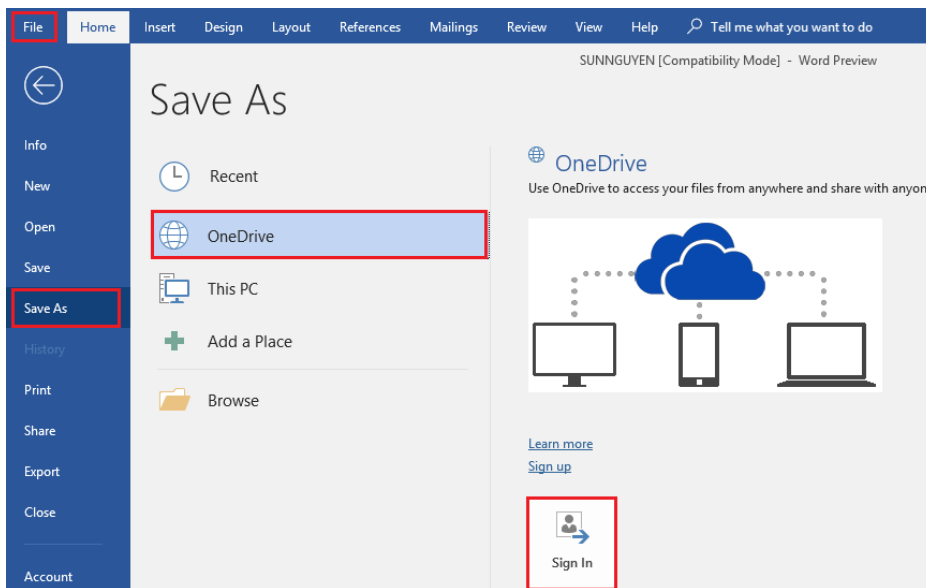 File Home Insert Design Layout References Mailings Review View Help Tell me what you want to do
SUNNGUYEN [Compatibility Mode] - Word Preview
Save As
Info
New
Open
Save
Save As
History
Print
Share
Export
Close
Account
Recent
OneDrive
This PC
Add a Place
Browse
OneDrive
Use OneDrive to access your files from anywhere and share with anyon
Learn more
Sign up
Sign In